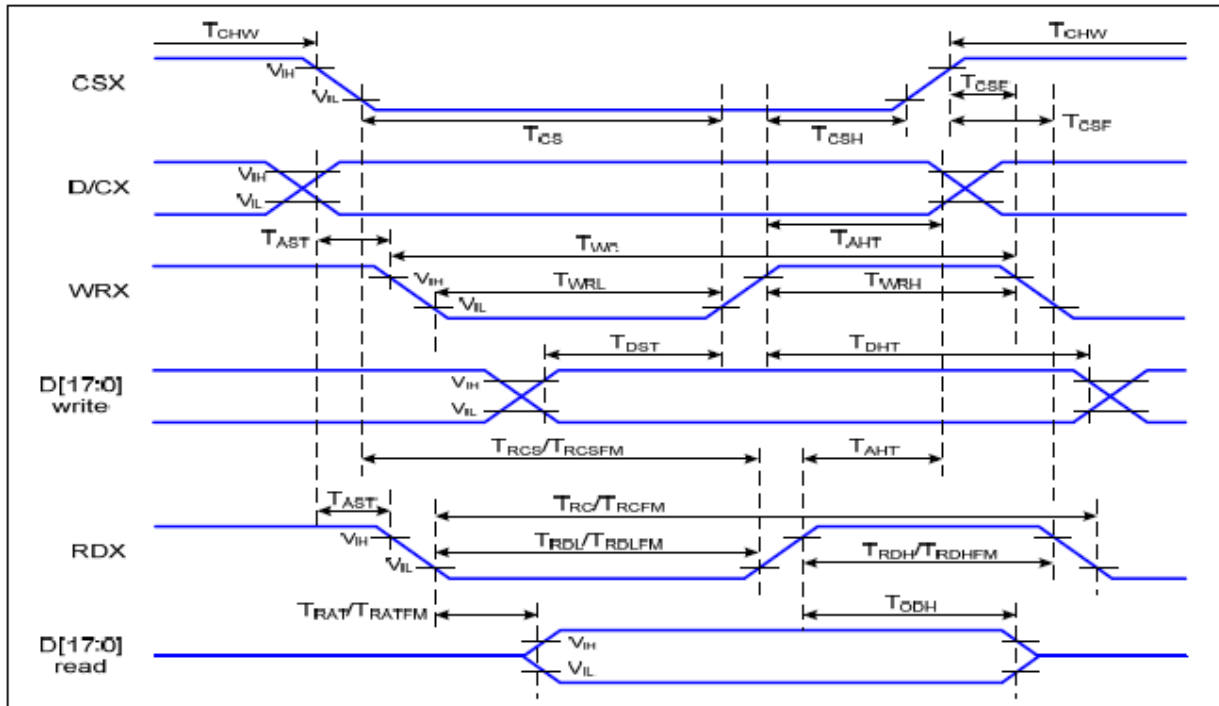 TCHW TCHW
CSX VIH
VIL TCSE
TCS TCSH TCSF
D/CX VIH
VIL
TAST TWC TAHT
WRX VIH TWRL TWRH
VIL
TDST TDHT
D[17:0] VIH
write VIL
TRCS/TRCSFM TAHT
TAST TRC/TRCFM
RDX VIH TRDL/TRDLFM TRDH/TRDHFM
VIL
TRAT/TRATFM TODH
D[17:0] VIH
read VIL